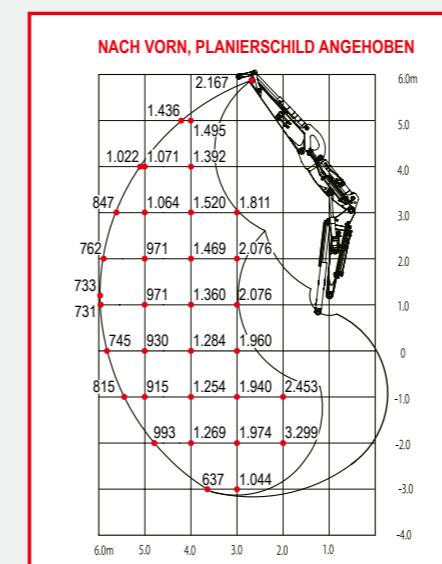 NACH VORN, PLANIERSCHILD ANGEHOBEN
2.167 6.0m
1.436 1.495 5.0
1.022 1.071 1.392 4.0
847 1.064 1.520 1.811 3.0
762 971 1.469 2.076 2.0
733
731 971 1.360 2.076 1.0
745 930 1.284 1.960 0
815 915 1.254 1.940 2.453 -1.0
993 1.269 1.974 3.299 -2.0
637 1.044 -3.0
-4.0
6.0m 5.0 4.0 3.0 2.0 1.0